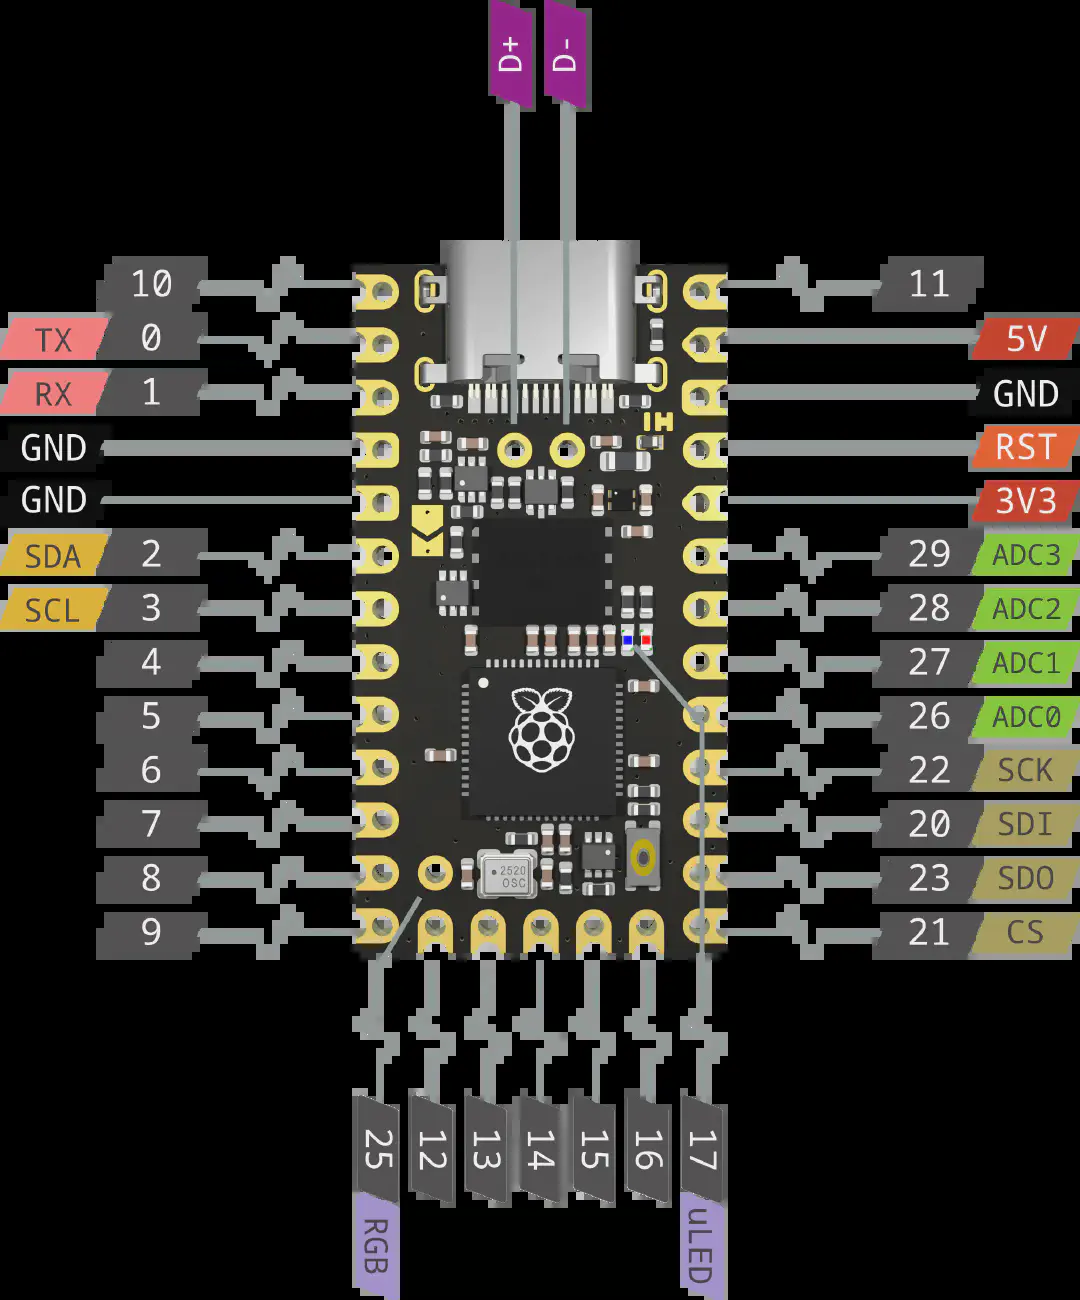 D+ D-
10 11
TX 0 5V
RX 1 GND
GND RST
GND 3V3
SDA 2 29 ADC3
SCL 3 28 ADC2
4 27 ADC1
5 26 ADC0
6 22 SCK
7 20 SDI
8 23 SDO
9 21 CS
2520
OSC
25 12 13 14 15 16 17
RGB uLED